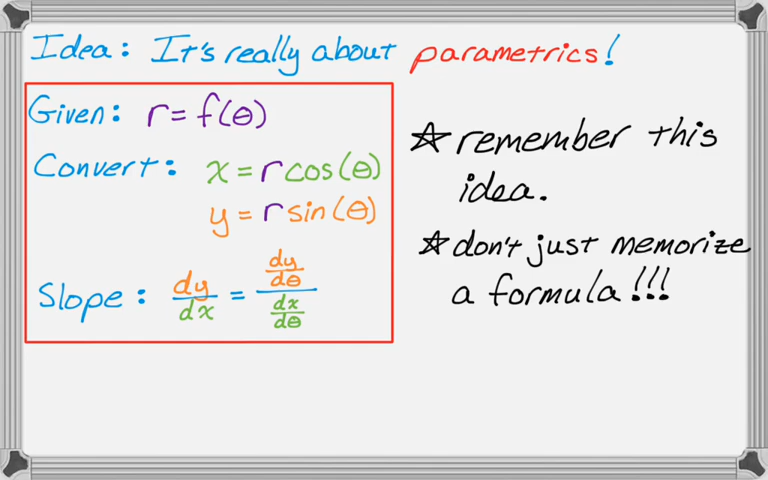 Idea: It's really about parametrics!
Given: r = f(θ)
Convert: x = r cos(θ)
y = r sin(θ)
Slope: dy/dx = (dy/dθ)/(dx/dθ)
☆ remember this
idea.
☆ don't just memorize
a formula!!!